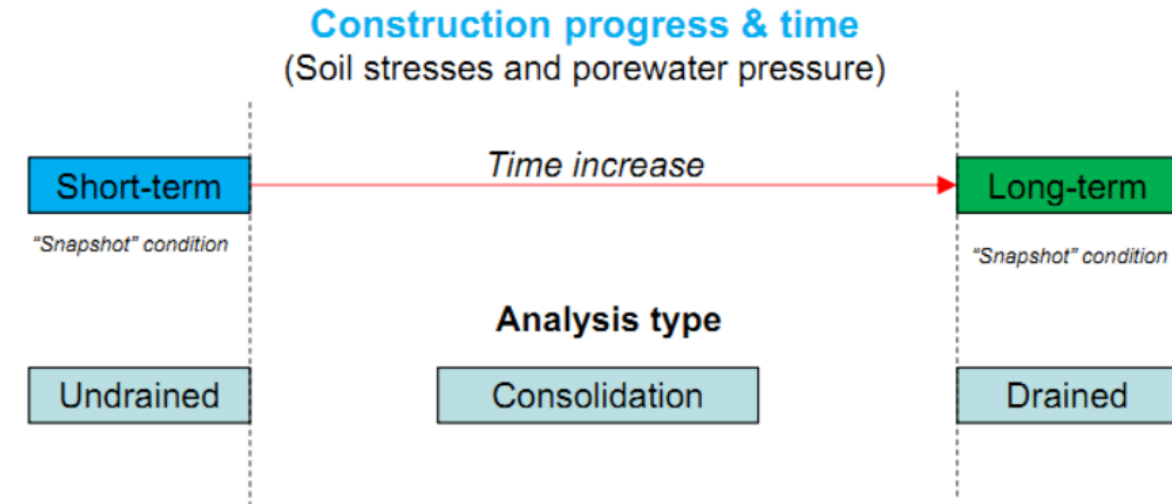 Construction progress & time
(Soil stresses and porewater pressure)
Time increase
Short-term
Long-term
"Snapshot" condition
"Snapshot" condition
Analysis type
Undrained
Consolidation
Drained